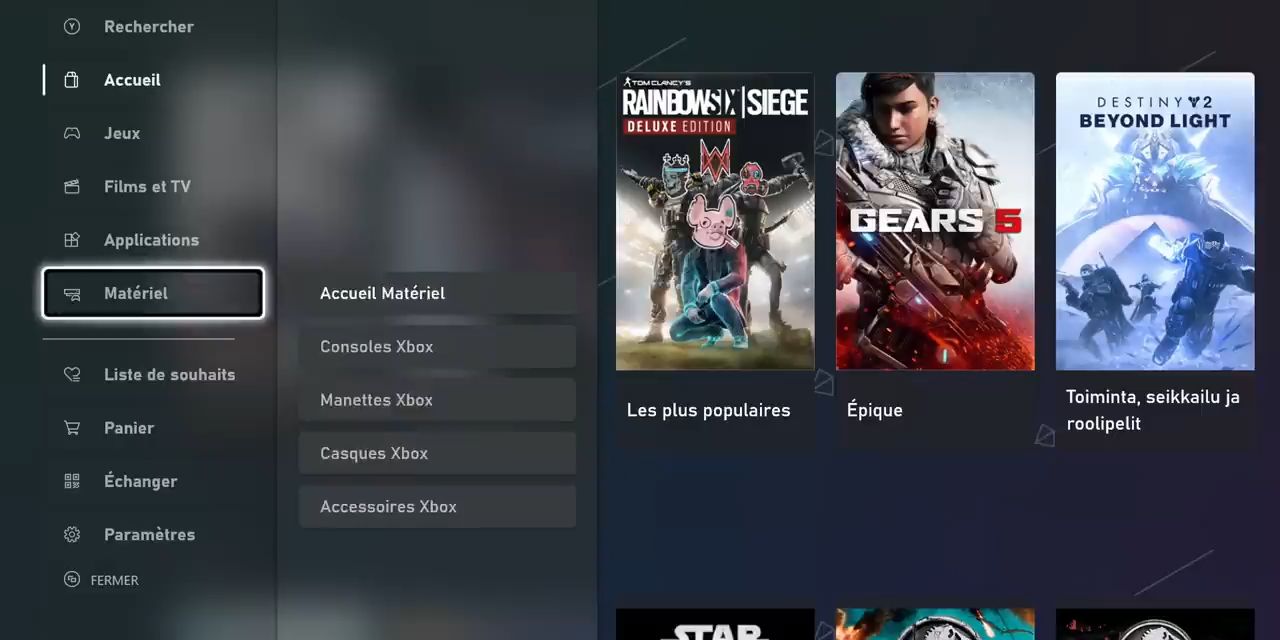 Rechercher
Accueil
Jeux
Films et TV
Applications
Matériel
Liste de souhaits
Panier
Échanger
Paramètres
FERMER
Accueil Matériel
Consoles Xbox
Manettes Xbox
Casques Xbox
Accessoires Xbox
TOM CLANCY'S
RAINBOWSIX|SIEGE
DELUXE EDITION
Les plus populaires
GEARS 5
Épique
DESTINY 2
BEYOND LIGHT
Toiminta, seikkailu ja
roolipelit
STAR